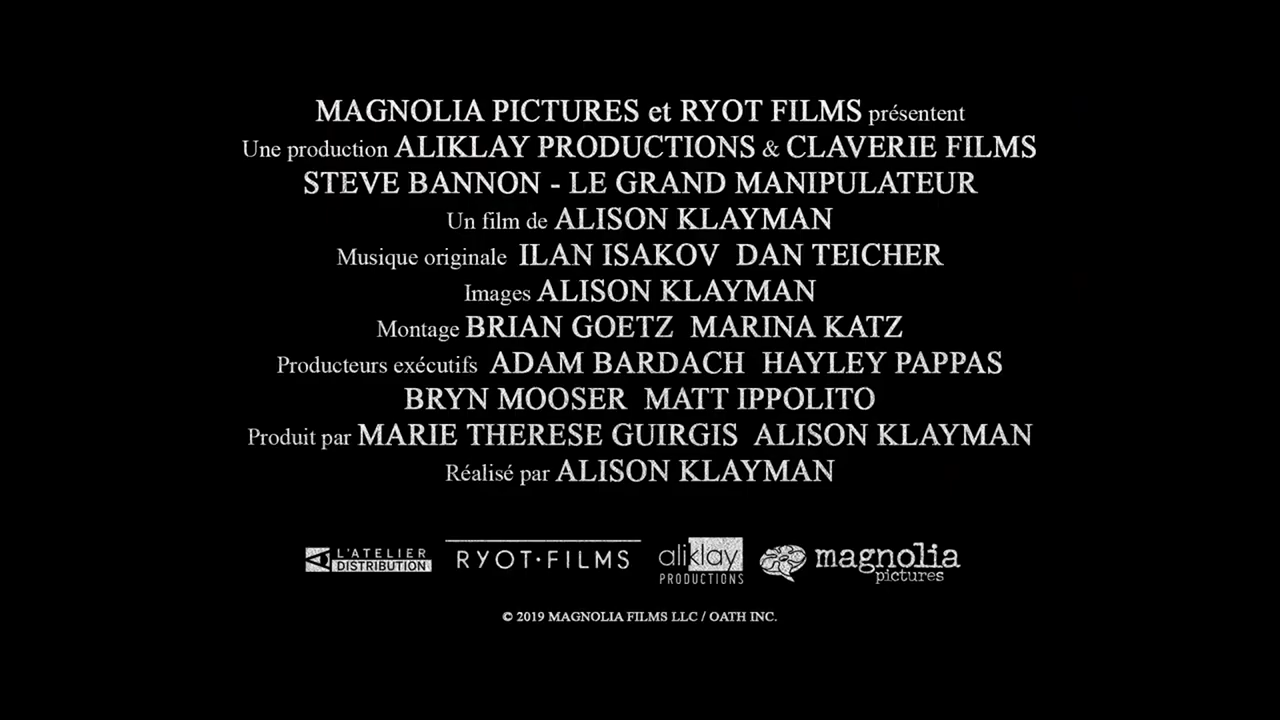 MAGNOLIA PICTURES et RYOT FILMS présentent
Une production ALIKLAY PRODUCTIONS & CLAVERIE FILMS
STEVE BANNON - LE GRAND MANIPULATEUR
Un film de ALISON KLAYMAN
Musique originale ILAN ISAKOV DAN TEICHER
Images ALISON KLAYMAN
Montage BRIAN GOETZ MARINA KATZ
Producteurs exécutifs ADAM BARDACH HAYLEY PAPPAS
BRYN MOOSER MATT IPPOLITO
Produit par MARIE THERESE GUIRGIS ALISON KLAYMAN
Réalisé par ALISON KLAYMAN
L'ATELIER
DISTRIBUTION
RYOT·FILMS
aliklay
PRODUCTIONS
magnolia
pictures
© 2019 MAGNOLIA FILMS LLC / OATH INC.